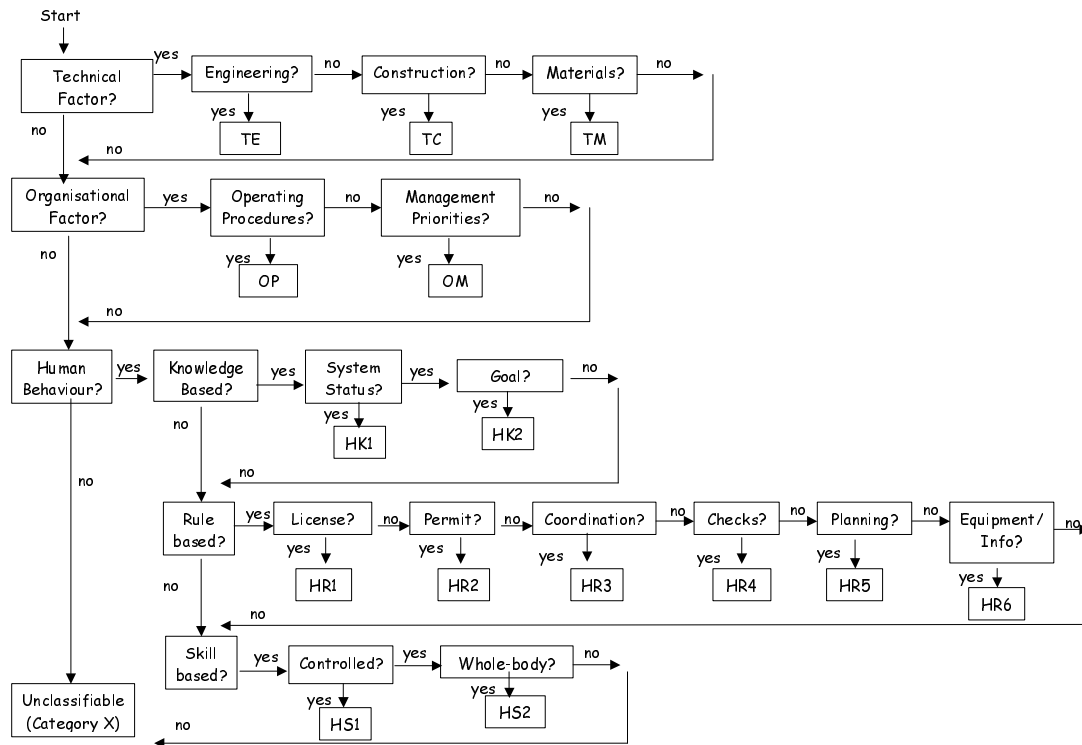 Start
Technical
Factor?
yes
Engineering?
no
Construction?
no
Materials?
no
yes
TE
yes
TC
yes
TM
no
no
Organisational
Factor?
yes
Operating
Procedures?
no
Management
Priorities?
no
yes
OP
yes
OM
no
no
Human
Behaviour?
yes
Knowledge
Based?
yes
System
Status?
yes
Goal?
no
yes
HK1
yes
HK2
no
no
no
Rule
based?
yes
License?
no
Permit?
no
Coordination?
no
Checks?
no
Planning?
no
Equipment/
Info?
no
yes
HR1
yes
HR2
yes
HR3
yes
HR4
yes
HR5
yes
HR6
no
no
Skill
based?
yes
Controlled?
yes
Whole-body?
no
yes
HS1
yes
HS2
Unclassifiable
(Category X)
no